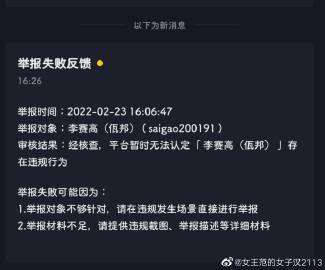 以下为新消息
举报失败反馈
16:26
举报时间：2022-02-23 16:06:47
举报对象：李赛高（佤邦）（saigao200191）
审核结果：经核查，平台暂时无法认定「李赛高（佤邦）」存
在违规行为
举报失败可能因为：
1.举报对象不够针对，请在违规发生场景直接进行举报
2.举报材料不足，请提供违规截图、举报描述等详细材料
@女王范的女子汉2113